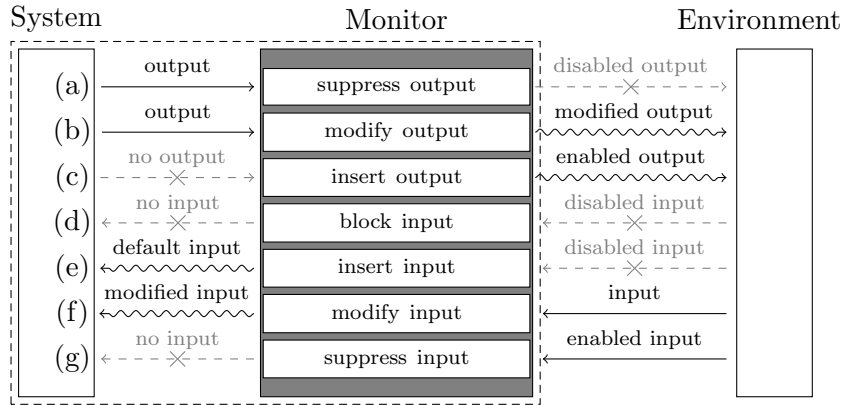 System Monitor Environment
(a) output suppress output disabled output
(b) output modify output modified output
(c) no output insert output enabled output
(d) no input block input disabled input
(e) default input insert input disabled input
(f) modified input modify input input
(g) no input suppress input enabled input